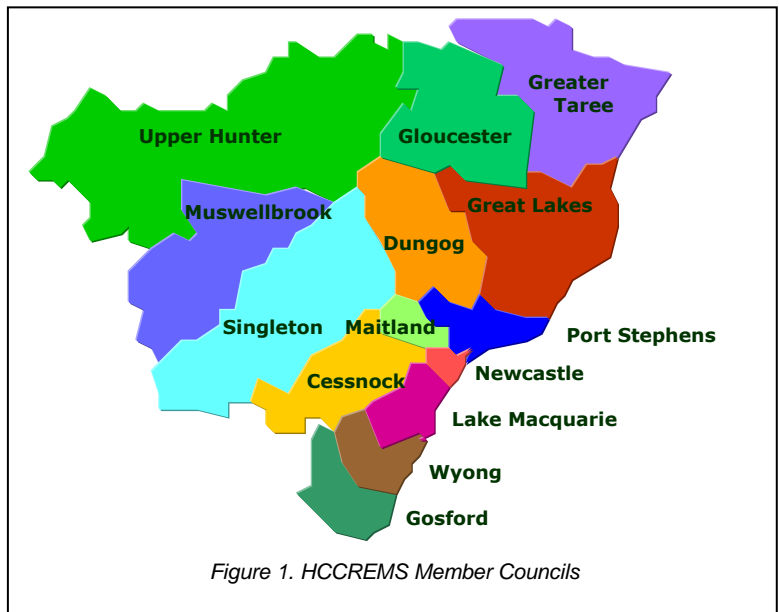 Greater
Taree
Upper Hunter
Gloucester
Muswellbrook
Great Lakes
Dungog
Singleton
Maitland
Port Stephens
Cessnock
Newcastle
Lake Macquarie
Wyong
Gosford
Figure 1. HCCREMS Member Councils